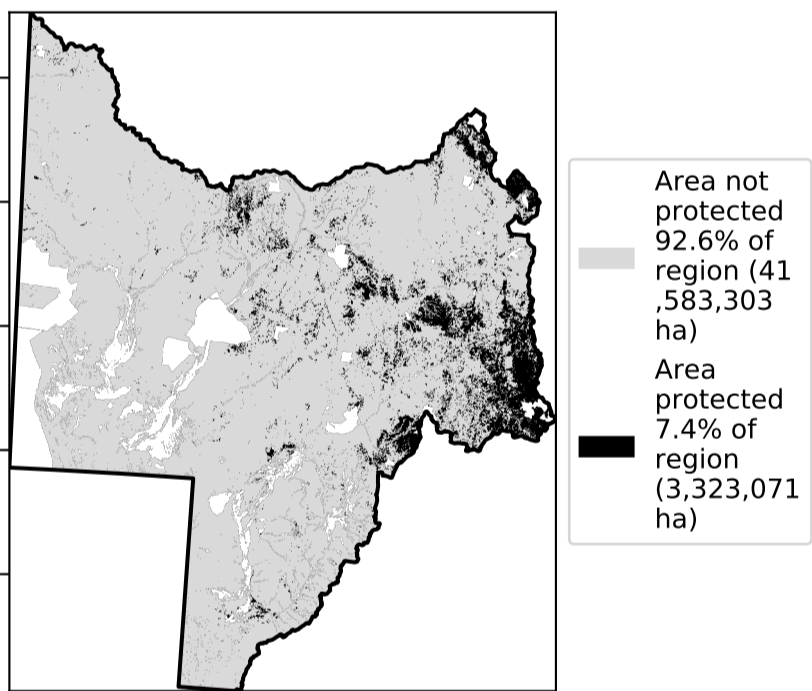 Area not
protected
92.6% of
region (41
,583,303
ha)
Area
protected
7.4% of
region
(3,323,071
ha)